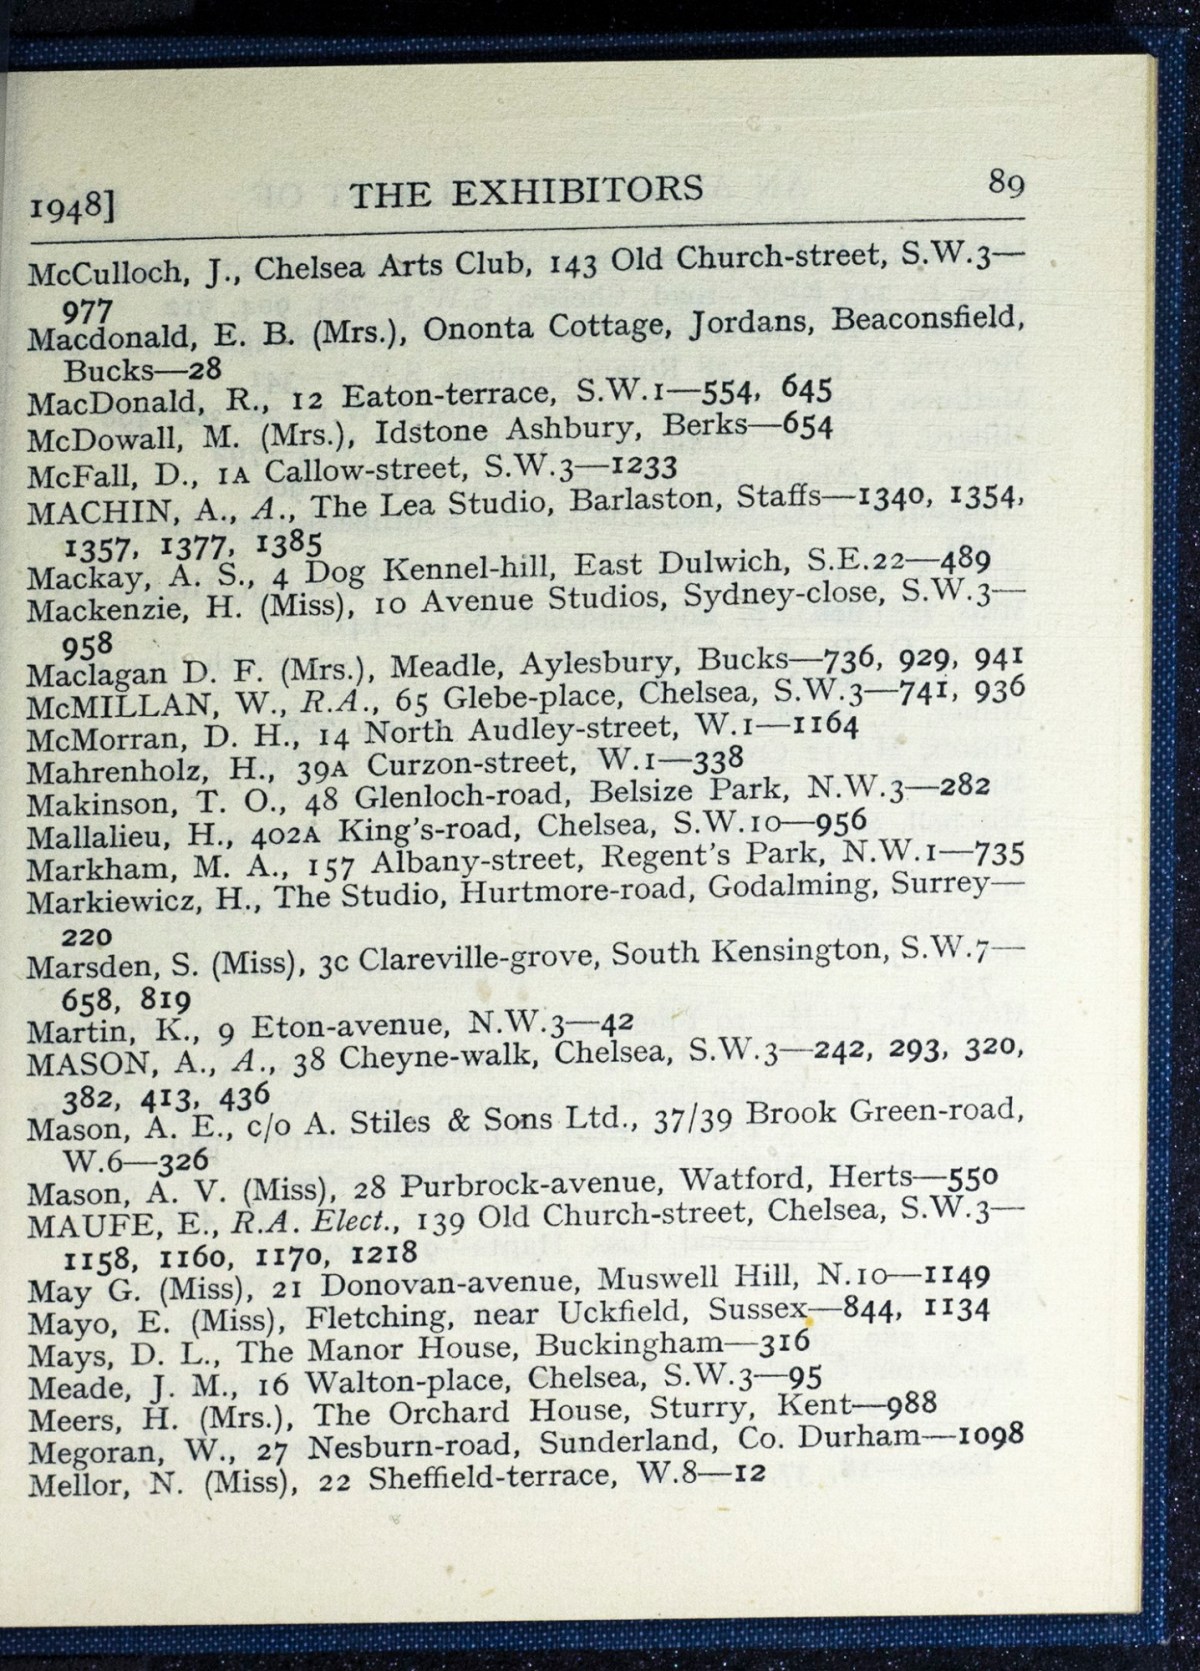 1948] THE EXHIBITORS 89
McCulloch, J., Chelsea Arts Club, 143 Old Church-street, S.W.3—
977
Macdonald, E. B. (Mrs.), Ononta Cottage, Jordans, Beaconsfield,
Bucks—28
MacDonald, R., 12 Eaton-terrace, S.W.1—554, 645
McDowall, M. (Mrs.), Idstone Ashbury, Berks—654
McFall, D., 1A Callow-street, S.W.3—1233
MACHIN, A., A., The Lea Studio, Barlaston, Staffs—1340, 1354,
1357, 1377, 1385
Mackay, A. S., 4 Dog Kennel-hill, East Dulwich, S.E.22—489
Mackenzie, H. (Miss), 10 Avenue Studios, Sydney-close, S.W.3—
958
Maclagan D. F. (Mrs.), Meadle, Aylesbury, Bucks—736, 929, 941
McMILLAN, W., R.A., 65 Glebe-place, Chelsea, S.W.3—741, 936
McMorran, D. H., 14 North Audley-street, W.1—1164
Mahrenholz, H., 39A Curzon-street, W.1—338
Makinson, T. O., 48 Glenloch-road, Belsize Park, N.W.3—282
Mallalieu, H., 402A King's-road, Chelsea, S.W.10—956
Markham, M. A., 157 Albany-street, Regent's Park, N.W.1—735
Markiewicz, H., The Studio, Hurtmore-road, Godalming, Surrey—
220
Marsden, S. (Miss), 3C Clareville-grove, South Kensington, S.W.7—
658, 819
Martin, K., 9 Eton-avenue, N.W.3—42
MASON, A., A., 38 Cheyne-walk, Chelsea, S.W.3—242, 293, 320,
382, 413, 436
Mason, A. E., c/o A. Stiles & Sons Ltd., 37/39 Brook Green-road,
W.6—326
Mason, A. V. (Miss), 28 Purbrock-avenue, Watford, Herts—550
MAUFE, E., R.A. Elect., 139 Old Church-street, Chelsea, S.W.3—
1158, 1160, 1170, 1218
May G. (Miss), 21 Donovan-avenue, Muswell Hill, N.10—1149
Mayo, E. (Miss), Fletching, near Uckfield, Sussex—844, 1134
Mays, D. L., The Manor House, Buckingham—316
Meade, J. M., 16 Walton-place, Chelsea, S.W.3—95
Meers, H. (Mrs.), The Orchard House, Sturry, Kent—988
Megoran, W., 27 Nesburn-road, Sunderland, Co. Durham—1098
Mellor, N. (Miss), 22 Sheffield-terrace, W.8—12